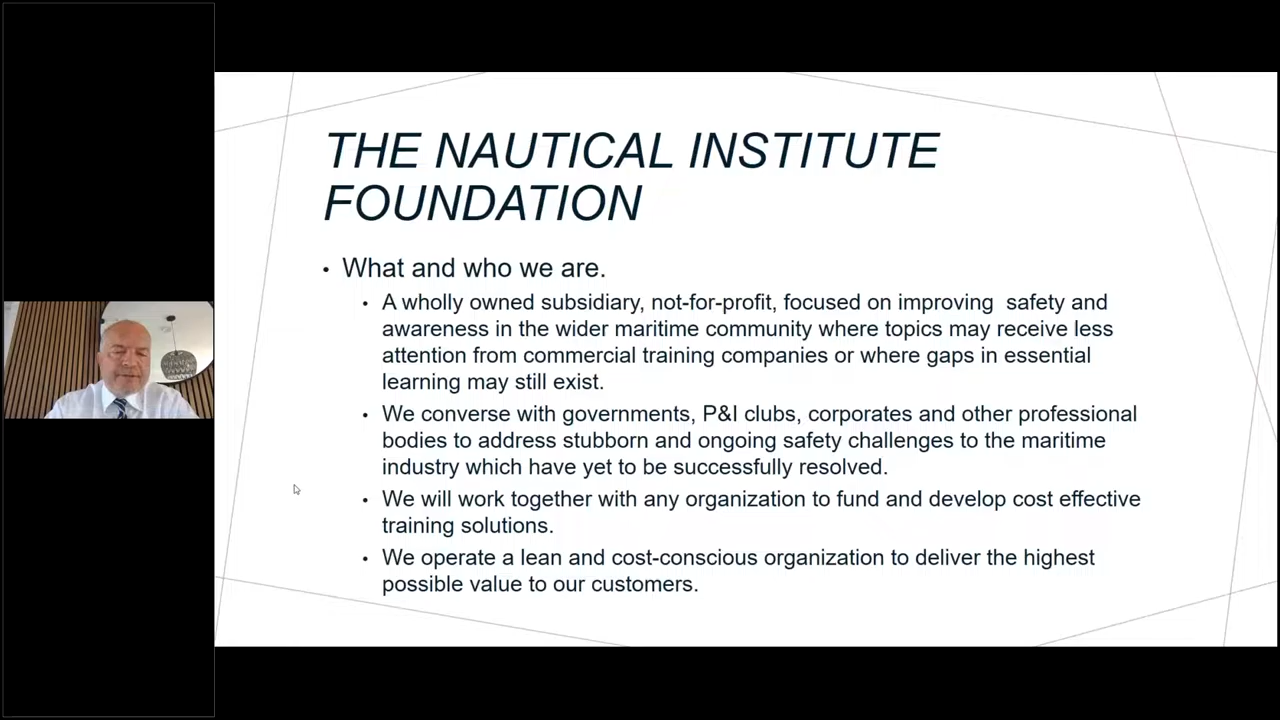 THE NAUTICAL INSTITUTE
FOUNDATION
• What and who we are.
• A wholly owned subsidiary, not-for-profit, focused on improving  safety and
awareness in the wider maritime community where topics may receive less
attention from commercial training companies or where gaps in essential
learning may still exist.
• We converse with governments, P&I clubs, corporates and other professional
bodies to address stubborn and ongoing safety challenges to the maritime
industry which have yet to be successfully resolved.
• We will work together with any organization to fund and develop cost effective
training solutions.
• We operate a lean and cost-conscious organization to deliver the highest
possible value to our customers.